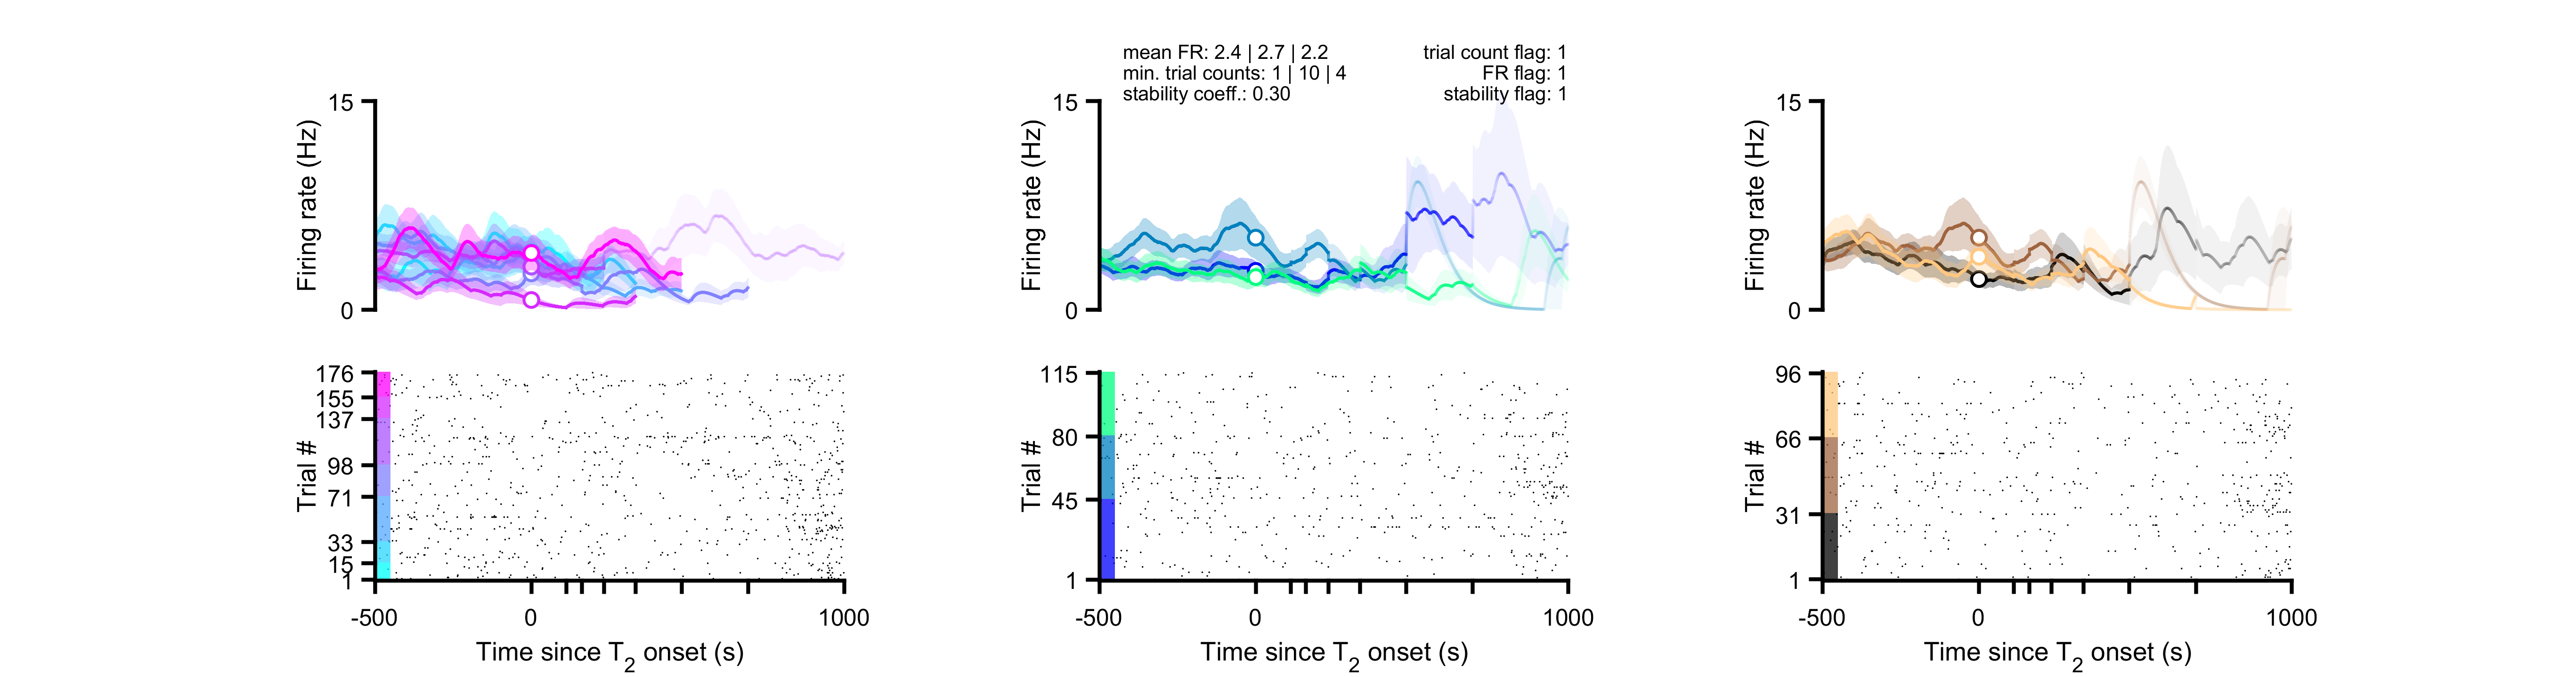 mean FR: 2.4 | 2.7 | 2.2
min. trial counts: 1 | 10 | 4
stability coeff.: 0.30
trial count flag: 1
FR flag: 1
stability flag: 1
15
Firing rate (Hz)
0
15
Firing rate (Hz)
0
15
Firing rate (Hz)
0
176
155
137
98
71
33
15
1
Trial #
-500
0
1000
Time since T2 onset (s)
115
80
45
1
Trial #
-500
0
1000
Time since T2 onset (s)
96
66
31
1
Trial #
-500
0
1000
Time since T2 onset (s)